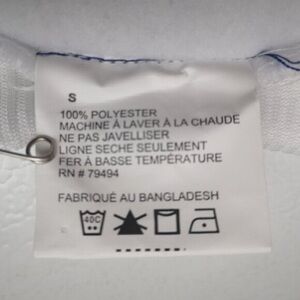 S
100% POLYESTER
MACHINE À LAVER À LA CHAUDE
NE PAS JAVELLISER
LIGNE SECHE SEULEMENT
FER À BASSE TEMPÉRATURE
RN # 79494
FABRIQUÉ AU BANGLADESH
40C